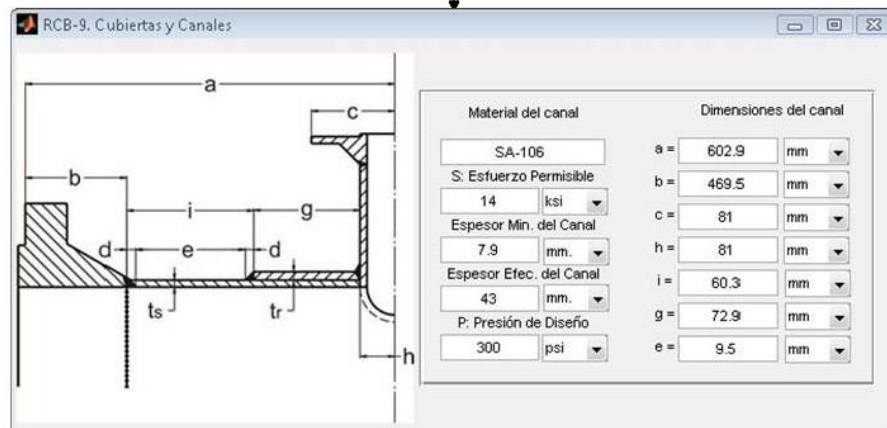 RCB-9. Cubiertas y Canales
a
c
b
i
g
d
e
d
ts
tr
h
Material del canal
SA-106
S: Esfuerzo Permisible
14 ksi
Espesor Min. del Canal
7.9 mm.
Espesor Efec. del Canal
43 mm.
P: Presión de Diseño
300 psi
Dimensiones del canal
a = 602.9 mm
b = 469.5 mm
c = 81 mm
h = 81 mm
i = 60.3 mm
g = 72.9 mm
e = 9.5 mm